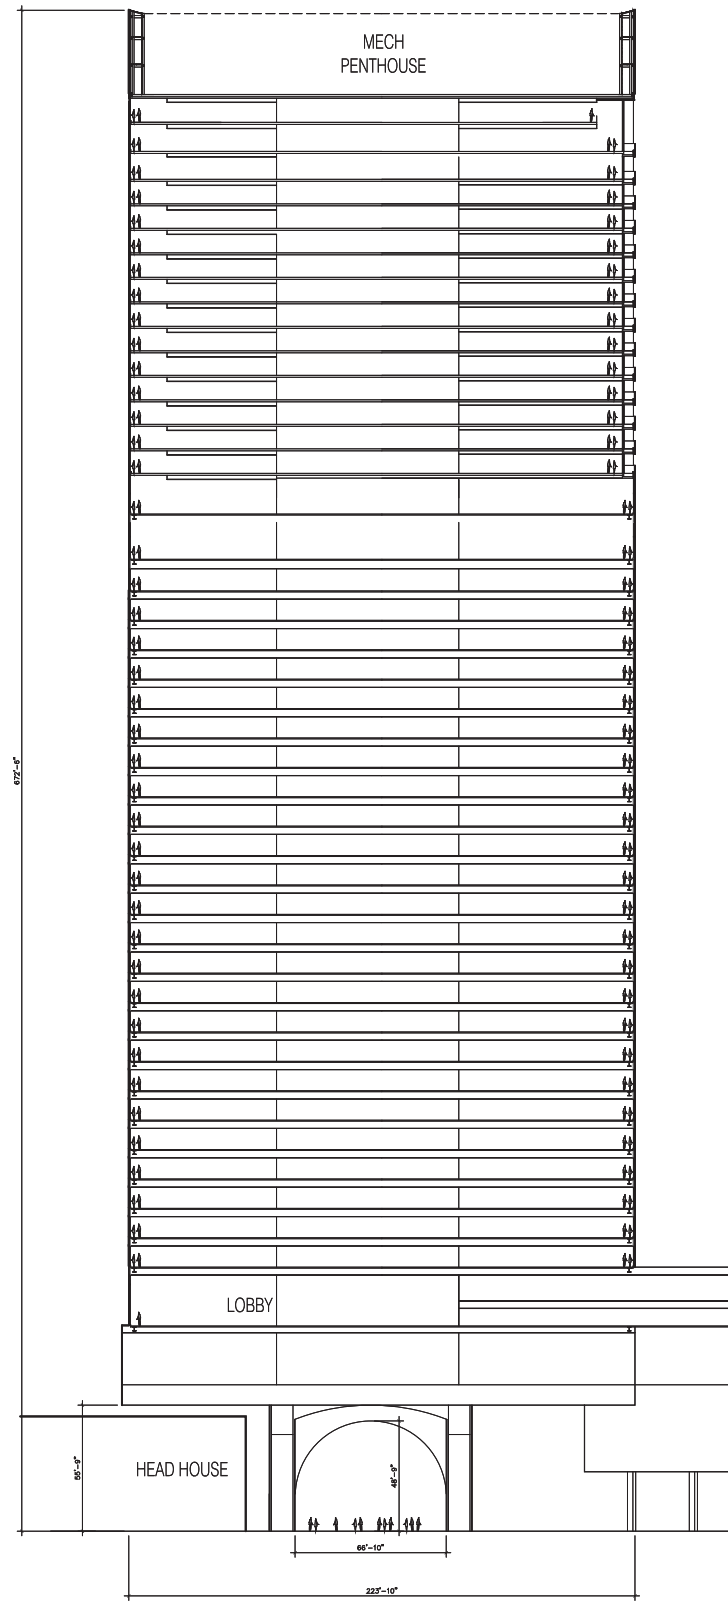 MECH
PENTHOUSE
672'-6"
LOBBY
HEAD HOUSE
55'-9"
48'-9"
66'-10"
223'-10"